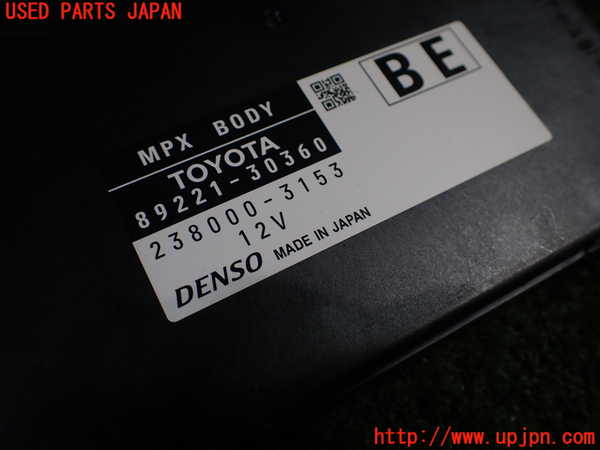 USED PARTS JAPAN
BE
MPX BODY
TOYOTA
89221-30360
238000-3153
12V
DENSO MADE IN JAPAN
http://www.upjpn.com/